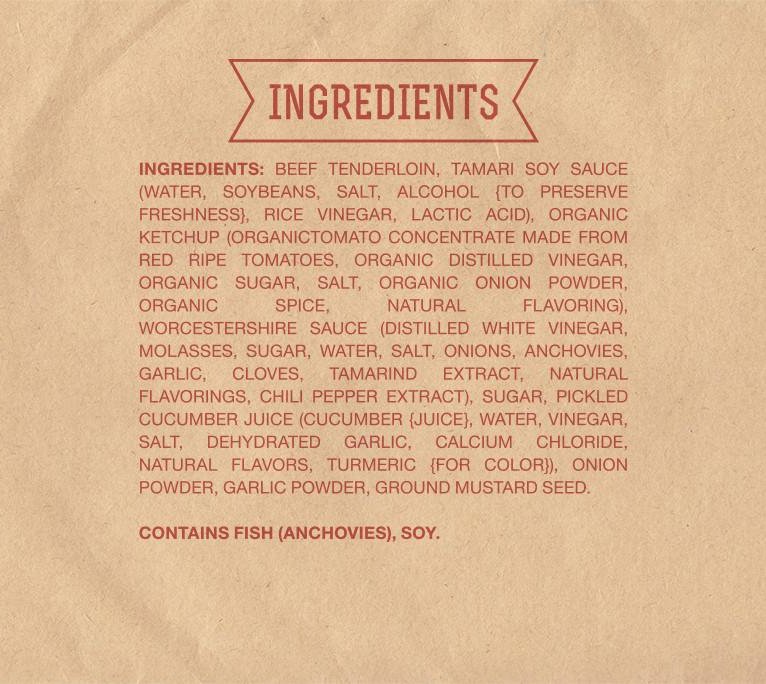 INGREDIENTS
INGREDIENTS: BEEF TENDERLOIN, TAMARI SOY SAUCE
(WATER, SOYBEANS, SALT, ALCOHOL {TO PRESERVE
FRESHNESS}, RICE VINEGAR, LACTIC ACID), ORGANIC
KETCHUP (ORGANICTOMATO CONCENTRATE MADE FROM
RED RIPE TOMATOES, ORGANIC DISTILLED VINEGAR,
ORGANIC SUGAR, SALT, ORGANIC ONION POWDER,
ORGANIC SPICE, NATURAL FLAVORING),
WORCESTERSHIRE SAUCE (DISTILLED WHITE VINEGAR,
MOLASSES, SUGAR, WATER, SALT, ONIONS, ANCHOVIES,
GARLIC, CLOVES, TAMARIND EXTRACT, NATURAL
FLAVORINGS, CHILI PEPPER EXTRACT), SUGAR, PICKLED
CUCUMBER JUICE (CUCUMBER {JUICE}, WATER, VINEGAR,
SALT, DEHYDRATED GARLIC, CALCIUM CHLORIDE,
NATURAL FLAVORS, TURMERIC {FOR COLOR}), ONION
POWDER, GARLIC POWDER, GROUND MUSTARD SEED.
CONTAINS FISH (ANCHOVIES), SOY.